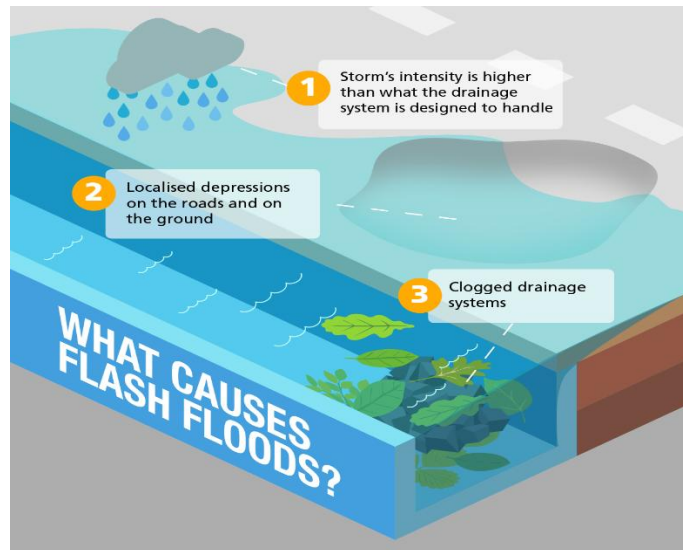 1
Storm's intensity is higher
than what the drainage
system is designed to handle
2
Localised depressions
on the roads and on
the ground
3
Clogged drainage
systems
WHAT CAUSES
FLASH FLOODS?